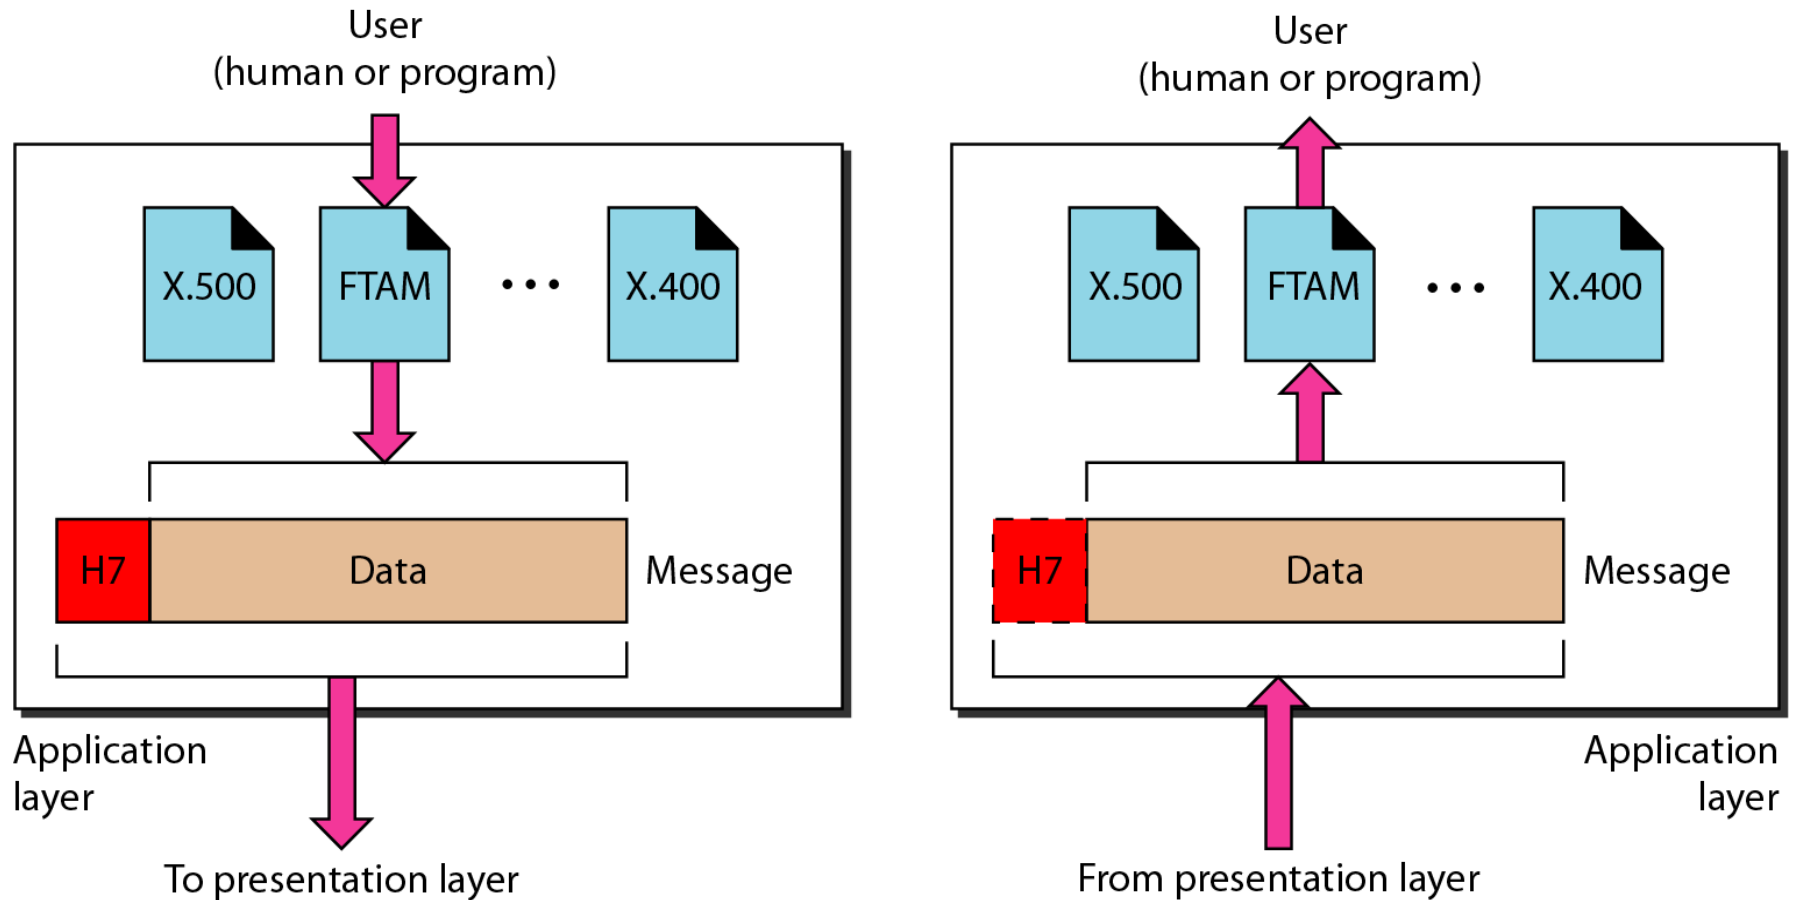 User
(human or program)
X.500
FTAM
...
X.400
H7
Data
Message
Application
layer
To presentation layer
User
(human or program)
X.500
FTAM
...
X.400
H7
Data
Message
Application
layer
From presentation layer